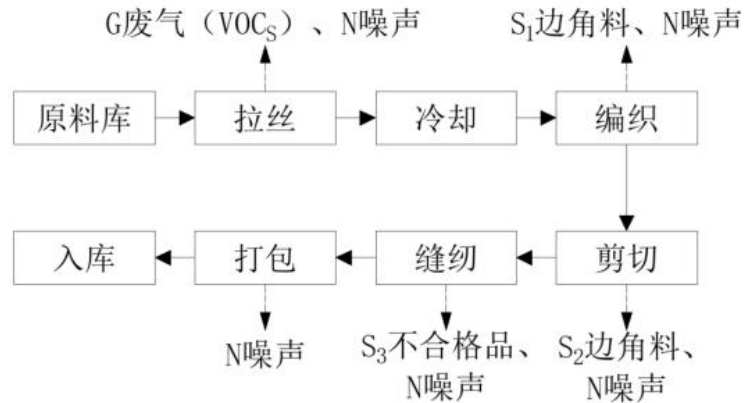 G废气（VOCS）、N噪声
S1边角料、N噪声
原料库
拉丝
冷却
编织
入库
打包
缝纫
剪切
N噪声
S3不合格品、
N噪声
S2边角料、
N噪声